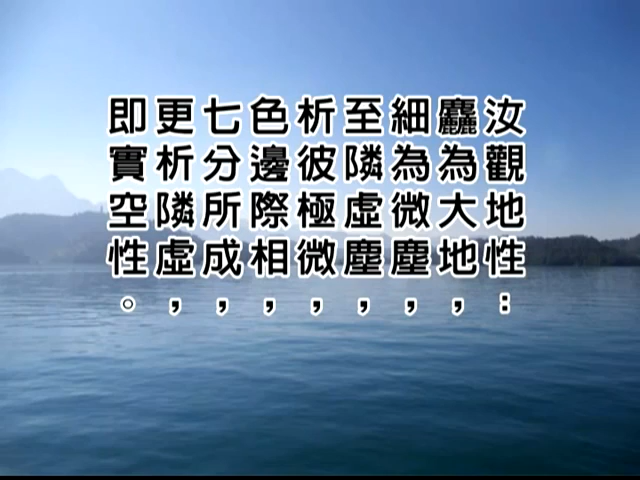 汝觀地性：
麤為大地，
細為微塵，
至隣虛塵，
析彼極微，
色邊際相，
七分所成，
更析隣虛，
即實空性。